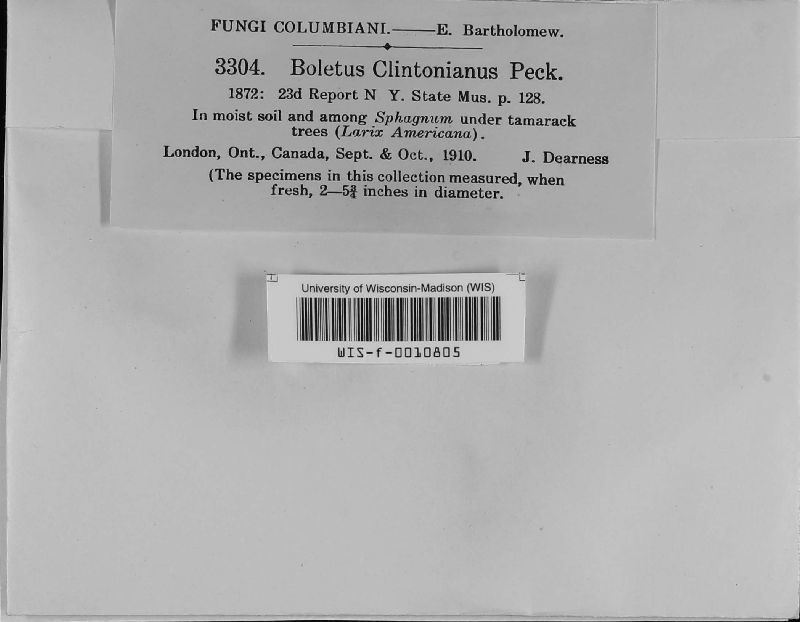 FUNGI COLUMBIANI.——E. Bartholomew.
3304. Boletus Clintonianus Peck.
1872: 23d Report N Y. State Mus. p. 128.
In moist soil and among Sphagnum under tamarack
trees (Larix Americana).
London, Ont., Canada, Sept. & Oct., 1910. J. Dearness
(The specimens in this collection measured, when
fresh, 2—5¾ inches in diameter.
University of Wisconsin-Madison (WIS)
WIS-f-0010805